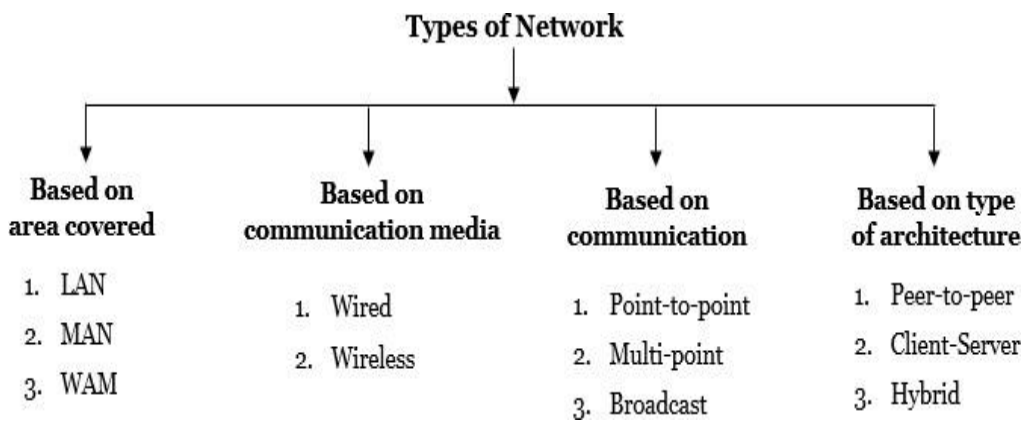 Types of Network
Based on
area covered
1. LAN
2. MAN
3. WAM
Based on
communication media
1. Wired
2. Wireless
Based on
communication
1. Point-to-point
2. Multi-point
3. Broadcast
Based on type
of architecture
1. Peer-to-peer
2. Client-Server
3. Hybrid